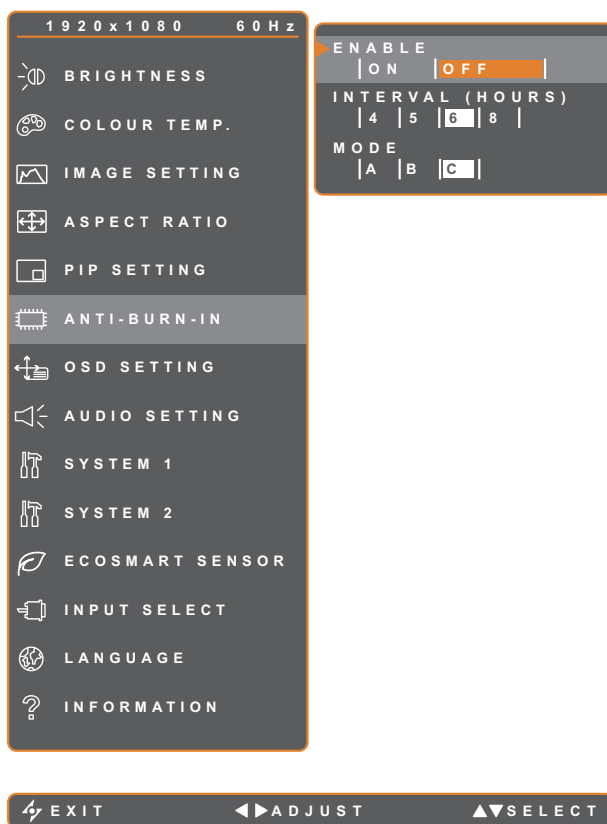 1920x1080 60Hz
BRIGHTNESS
COLOUR TEMP.
IMAGE SETTING
ASPECT RATIO
PIP SETTING
ANTI-BURN-IN
OSD SETTING
AUDIO SETTING
SYSTEM 1
SYSTEM 2
ECOSMART SENSOR
INPUT SELECT
LANGUAGE
INFORMATION
ENABLE
ON OFF
INTERVAL (HOURS)
4 5 6 8
MODE
A B C
EXIT ADJUST SELECT